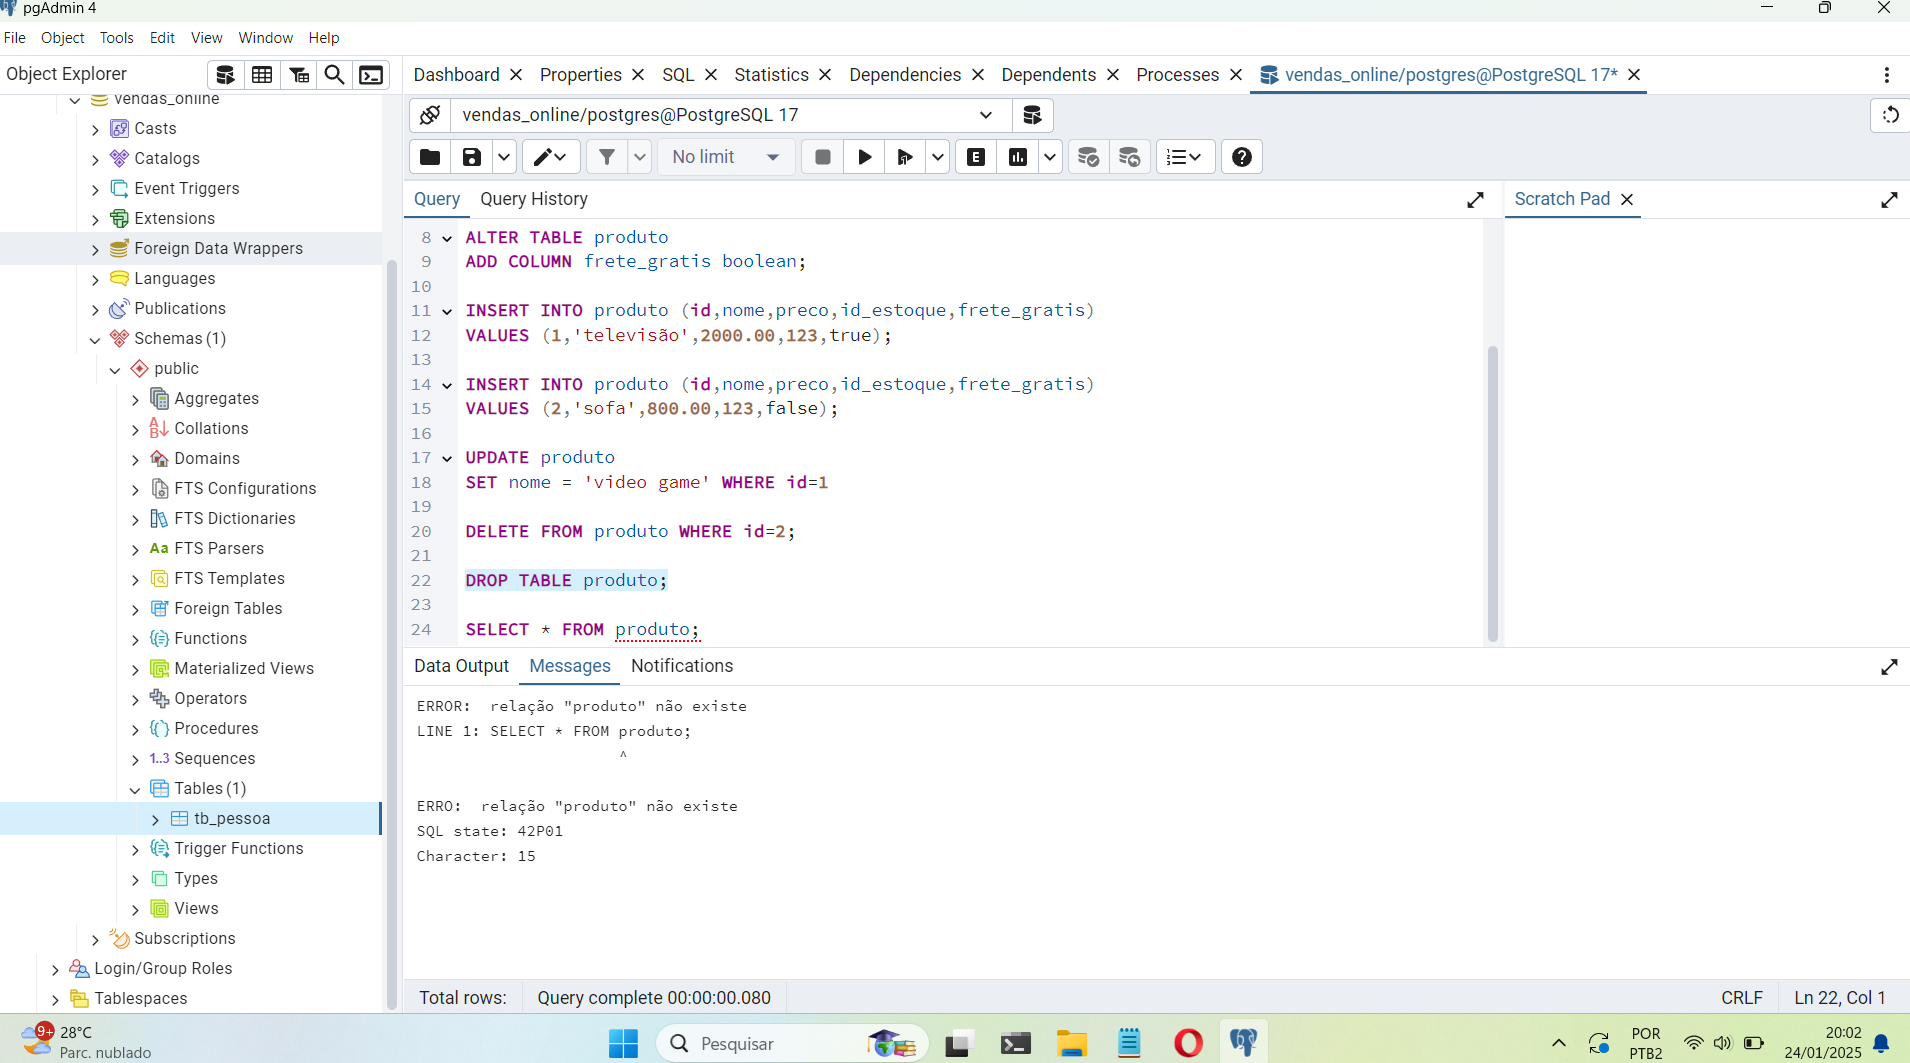 pgAdmin 4
File Object Tools Edit View Window Help
Object Explorer
Dashboard Properties SQL Statistics Dependencies Dependents Processes vendas_online/postgres@PostgreSQL 17*
vendas_online
Casts
Catalogs
Event Triggers
Extensions
Foreign Data Wrappers
Languages
Publications
Schemas (1)
public
Aggregates
Collations
Domains
FTS Configurations
FTS Dictionaries
Aa FTS Parsers
FTS Templates
Foreign Tables
Functions
Materialized Views
Operators
Procedures
1..3 Sequences
Tables (1)
tb_pessoa
Trigger Functions
Types
Views
Subscriptions
Login/Group Roles
Tablespaces
vendas_online/postgres@PostgreSQL 17
No limit
E
Query Query History
Scratch Pad
8 ALTER TABLE produto
9 ADD COLUMN frete_gratis boolean;
10
11 INSERT INTO produto (id,nome,preco,id_estoque,frete_gratis)
12 VALUES (1,'televisão',2000.00,123,true);
13
14 INSERT INTO produto (id,nome,preco,id_estoque,frete_gratis)
15 VALUES (2,'sofa',800.00,123,false);
16
17 UPDATE produto
18 SET nome = 'video game' WHERE id=1
19
20 DELETE FROM produto WHERE id=2;
21
22 DROP TABLE produto;
23
24 SELECT * FROM produto;
Data Output Messages Notifications
ERROR:  relação "produto" não existe
LINE 1: SELECT * FROM produto;
^
ERRO:  relação "produto" não existe
SQL state: 42P01
Character: 15
Total rows: Query complete 00:00:00.080 CRLF Ln 22, Col 1
9+ 28°C
Parc. nublado
Pesquisar
POR
PTB2
20:02
24/01/2025